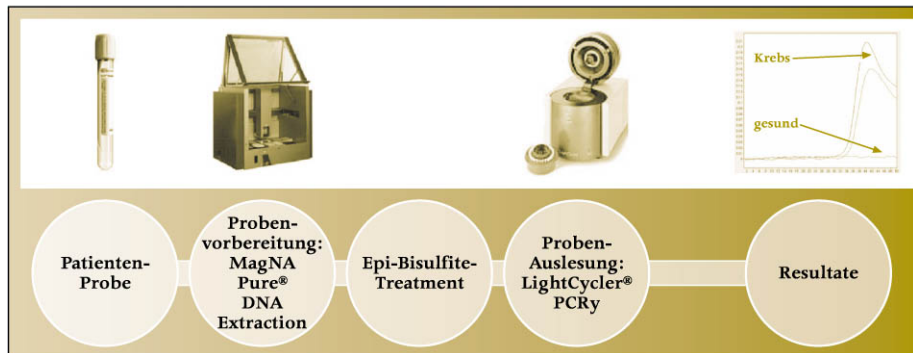 Krebs
gesund
Patienten-
Probe
Proben-
vorbereitung:
MagNA
Pure®
DNA
Extraction
Epi-Bisulfite-
Treatment
Proben-
Auslesung:
LightCycler®
PCRy
Resultate